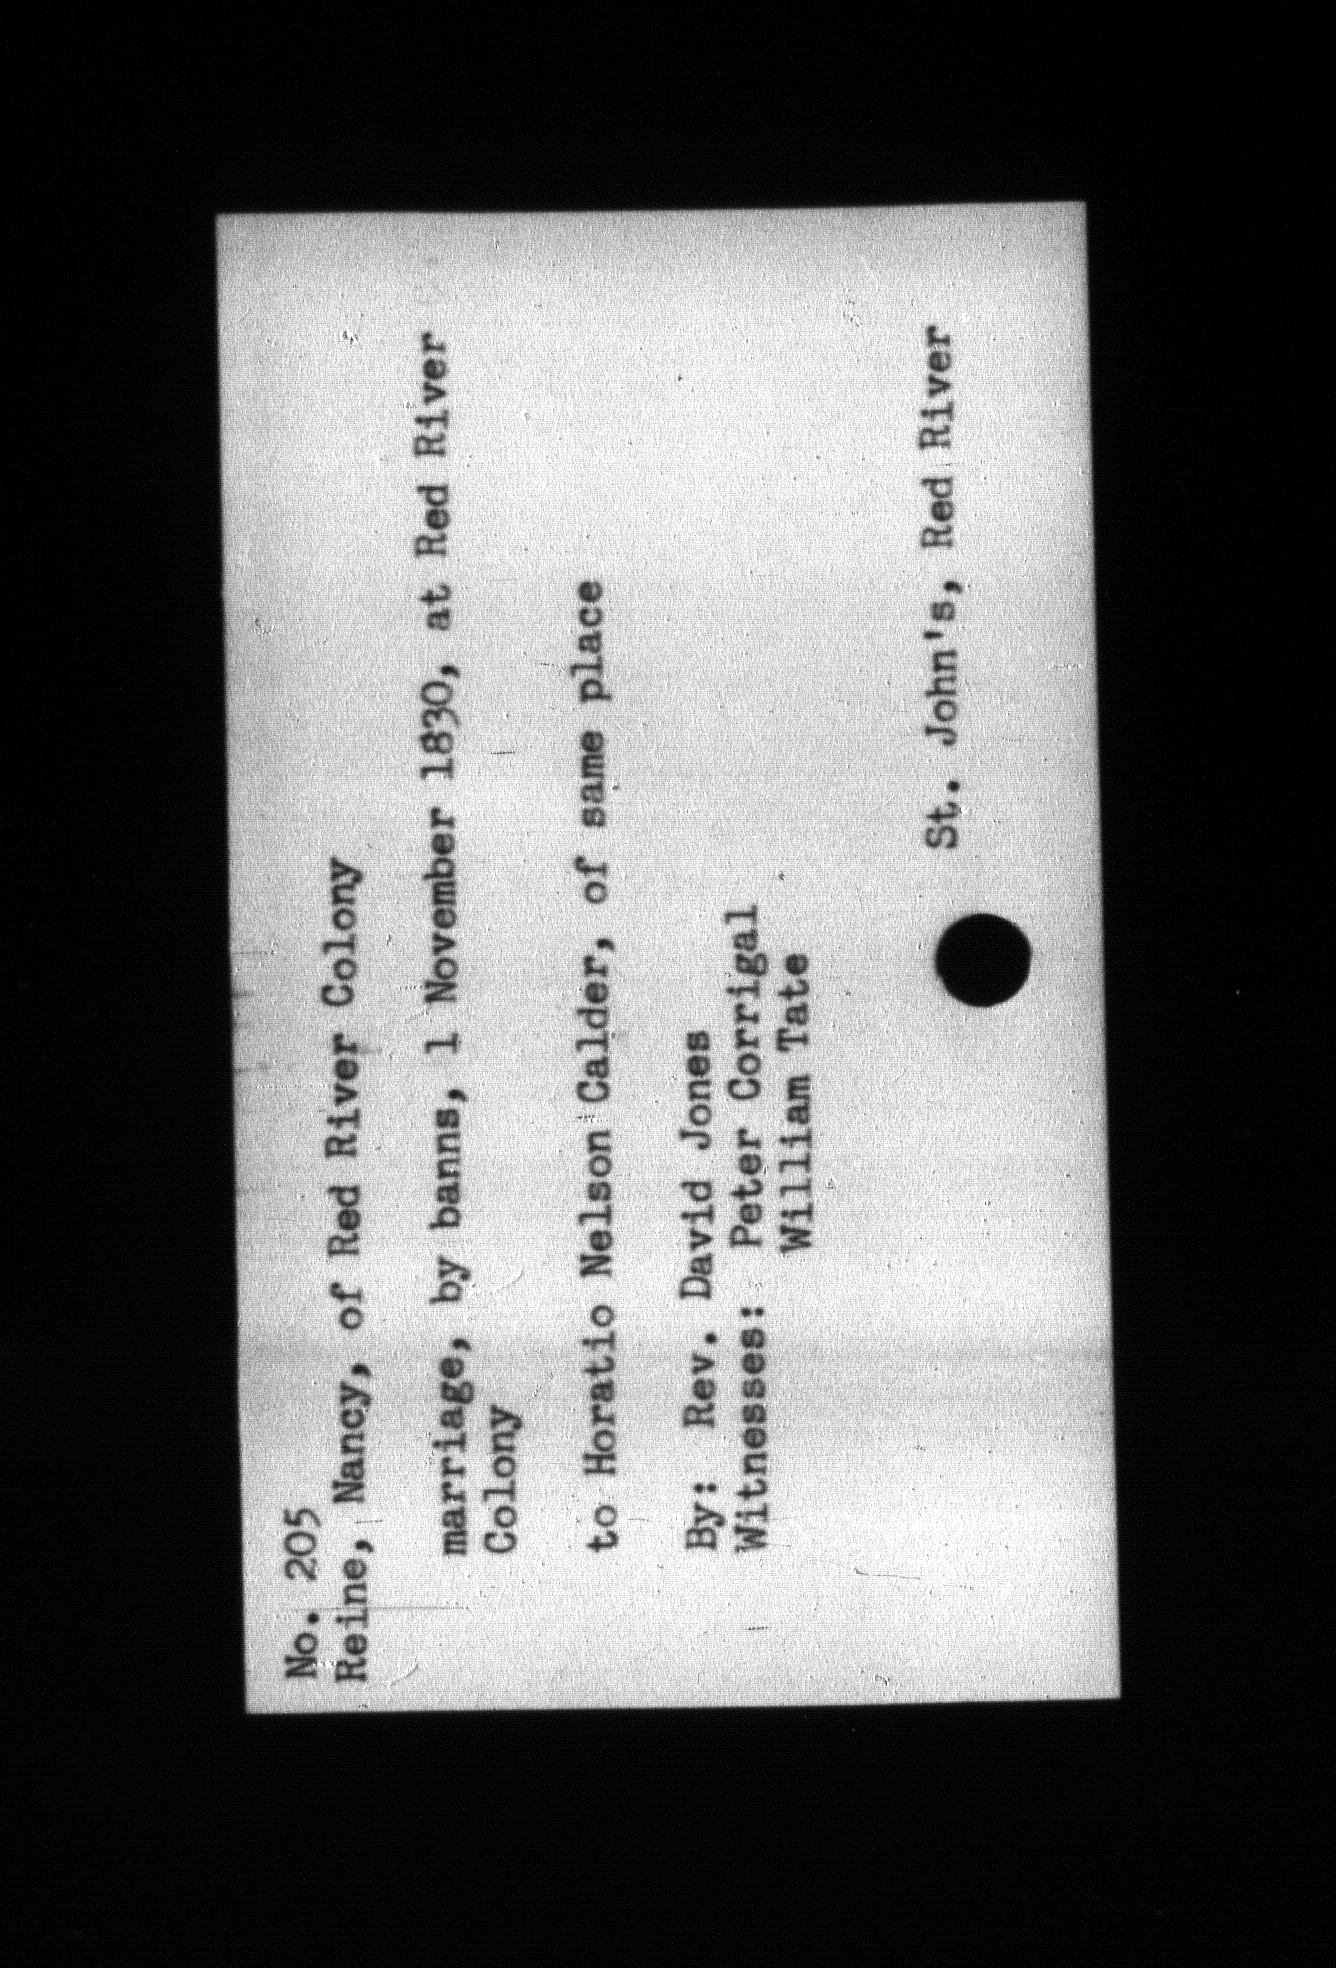 No. 205
Reine, Nancy, of Red River Colony
marriage, by banns, 1 November 1830, at Red River
Colony
to Horatio Nelson Calder, of same place
By: Rev. David Jones
Witnesses: Peter Corrigal
William Tate
St. John's, Red River